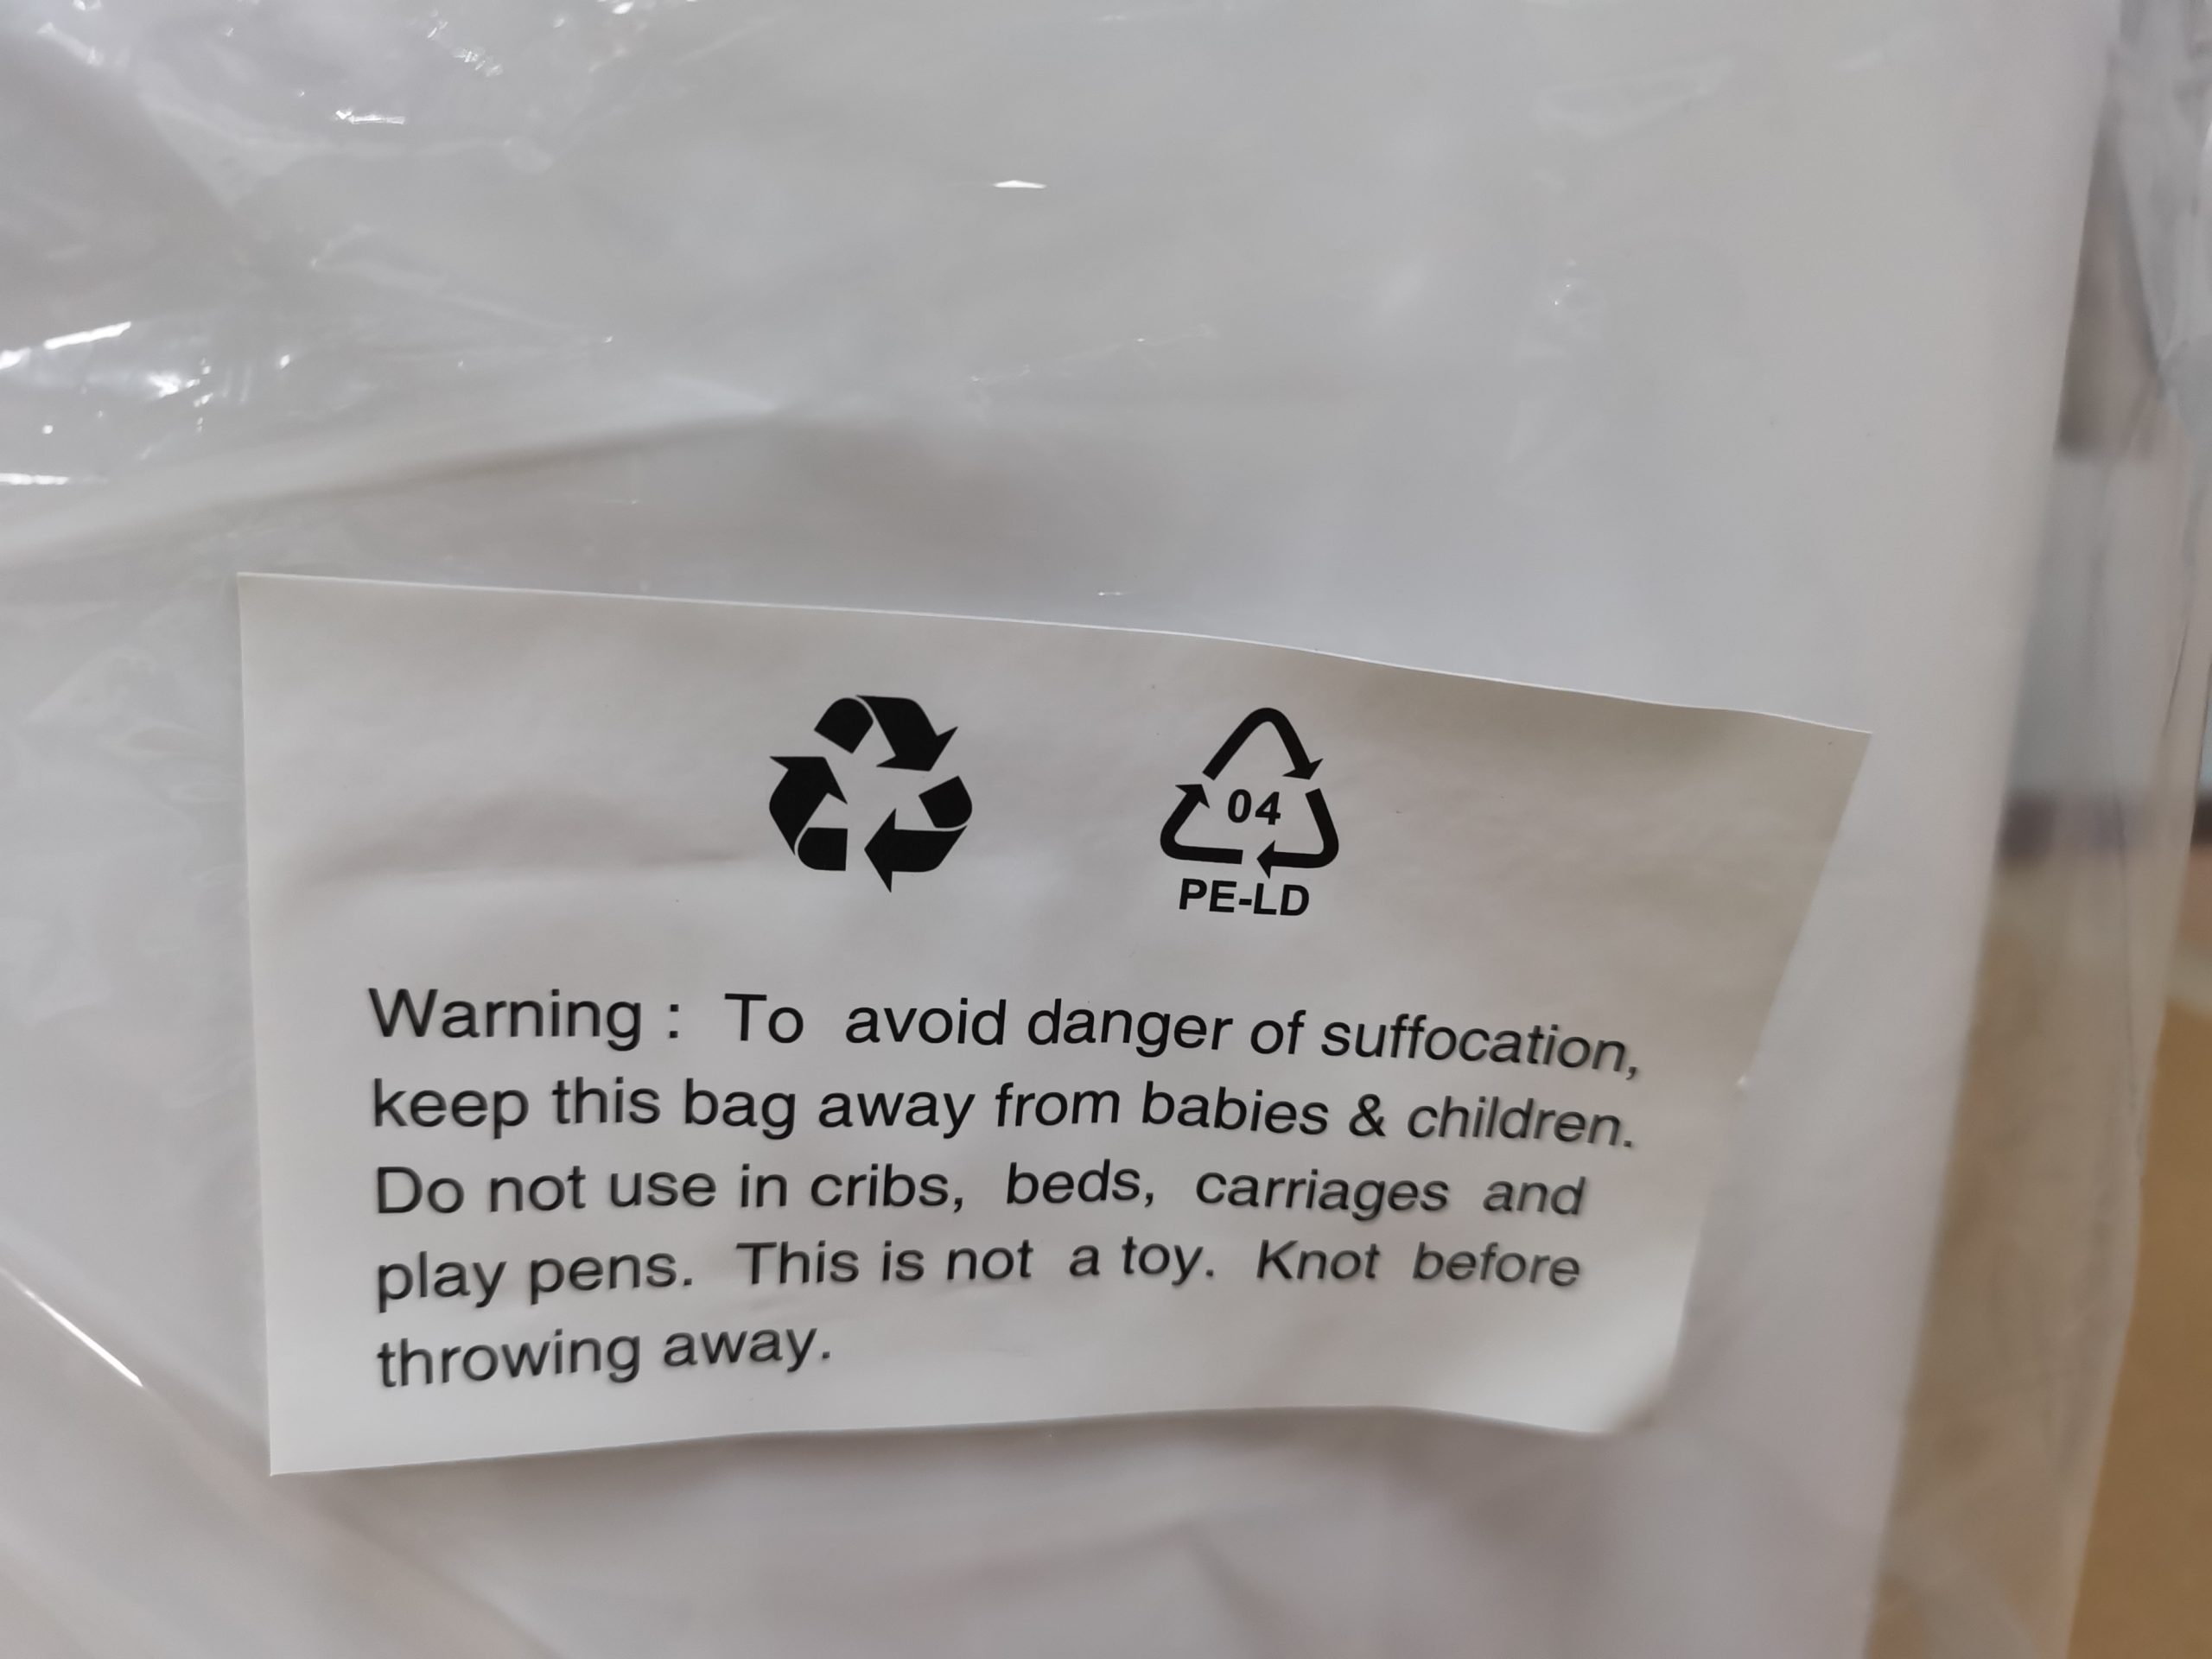 04
PE-LD
Warning : To avoid danger of suffocation,
keep this bag away from babies & children.
Do not use in cribs, beds, carriages and
play pens. This is not a toy. Knot before
throwing away.